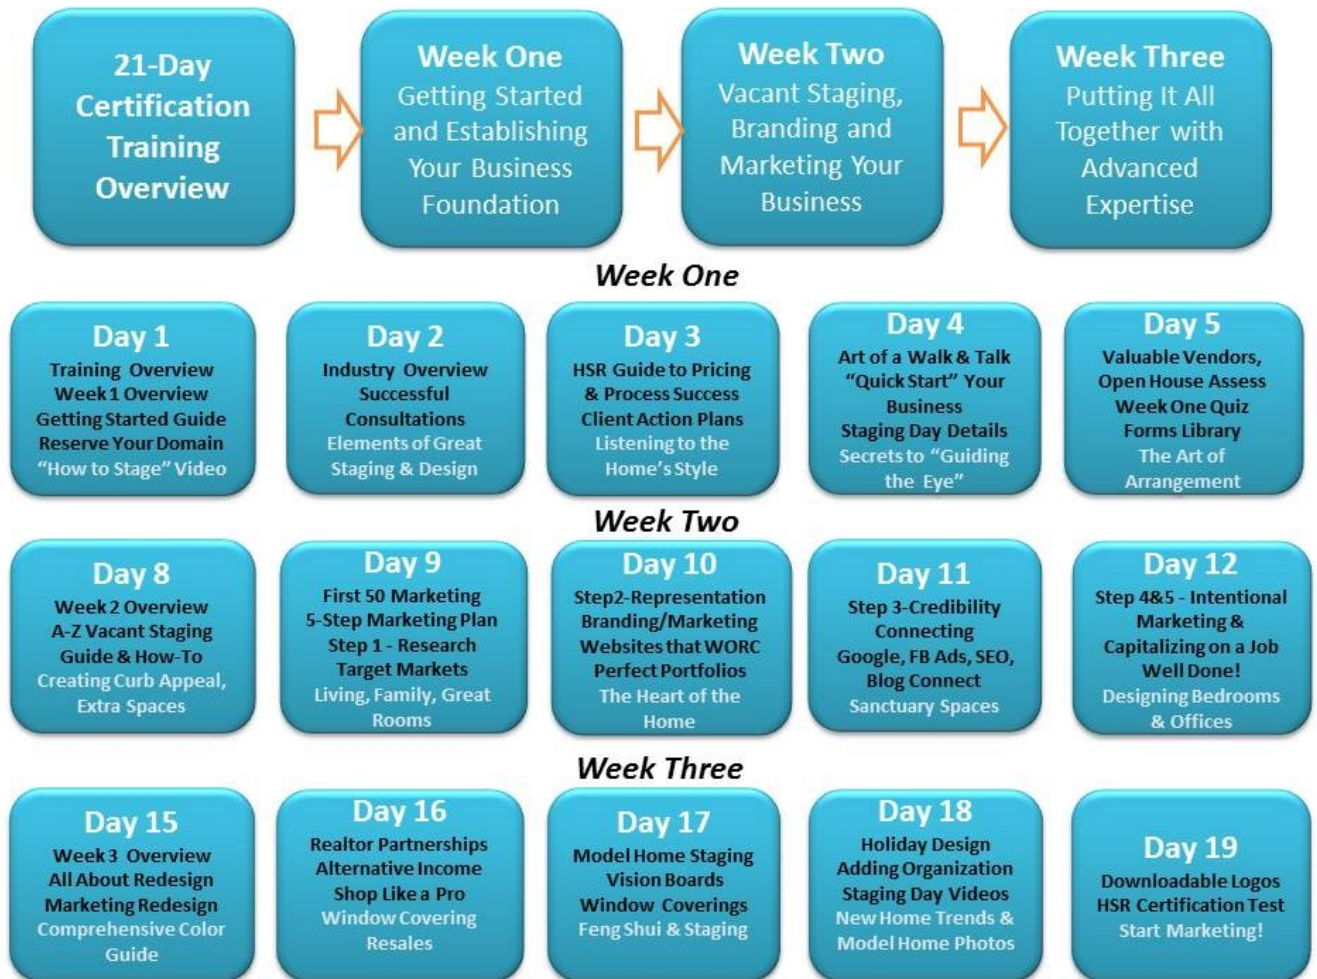 21-Day
Certification
Training
Overview
Week One
Getting Started
and Establishing
Your Business
Foundation
Week Two
Vacant Staging,
Branding and
Marketing Your
Business
Week Three
Putting It All
Together with
Advanced
Expertise
Week One
Day 1
Training Overview
Week 1 Overview
Getting Started Guide
Reserve Your Domain
“How to Stage” Video
Day 2
Industry Overview
Successful
Consultations
Elements of Great
Staging & Design
Day 3
HSR Guide to Pricing
& Process Success
Client Action Plans
Listening to the
Home’s Style
Day 4
Art of a Walk & Talk
“Quick Start” Your
Business
Staging Day Details
Secrets to “Guiding
the Eye”
Day 5
Valuable Vendors,
Open House Assess
Week One Quiz
Forms Library
The Art of
Arrangement
Week Two
Day 8
Week 2 Overview
A-Z Vacant Staging
Guide & How-To
Creating Curb Appeal,
Extra Spaces
Day 9
First 50 Marketing
5-Step Marketing Plan
Step 1 - Research
Target Markets
Living, Family, Great
Rooms
Day 10
Step2-Representation
Branding/Marketing
Websites that WORC
Perfect Portfolios
The Heart of the
Home
Day 11
Step 3-Credibility
Connecting
Google, FB Ads, SEO,
Blog Connect
Sanctuary Spaces
Day 12
Step 4&5 - Intentional
Marketing &
Capitalizing on a Job
Well Done!
Designing Bedrooms
& Offices
Week Three
Day 15
Week 3 Overview
All About Redesign
Marketing Redesign
Comprehensive Color
Guide
Day 16
Realtor Partnerships
Alternative Income
Shop Like a Pro
Window Covering
Resales
Day 17
Model Home Staging
Vision Boards
Window Coverings
Feng Shui & Staging
Day 18
Holiday Design
Adding Organization
Staging Day Videos
New Home Trends &
Model Home Photos
Day 19
Downloadable Logos
HSR Certification Test
Start Marketing!